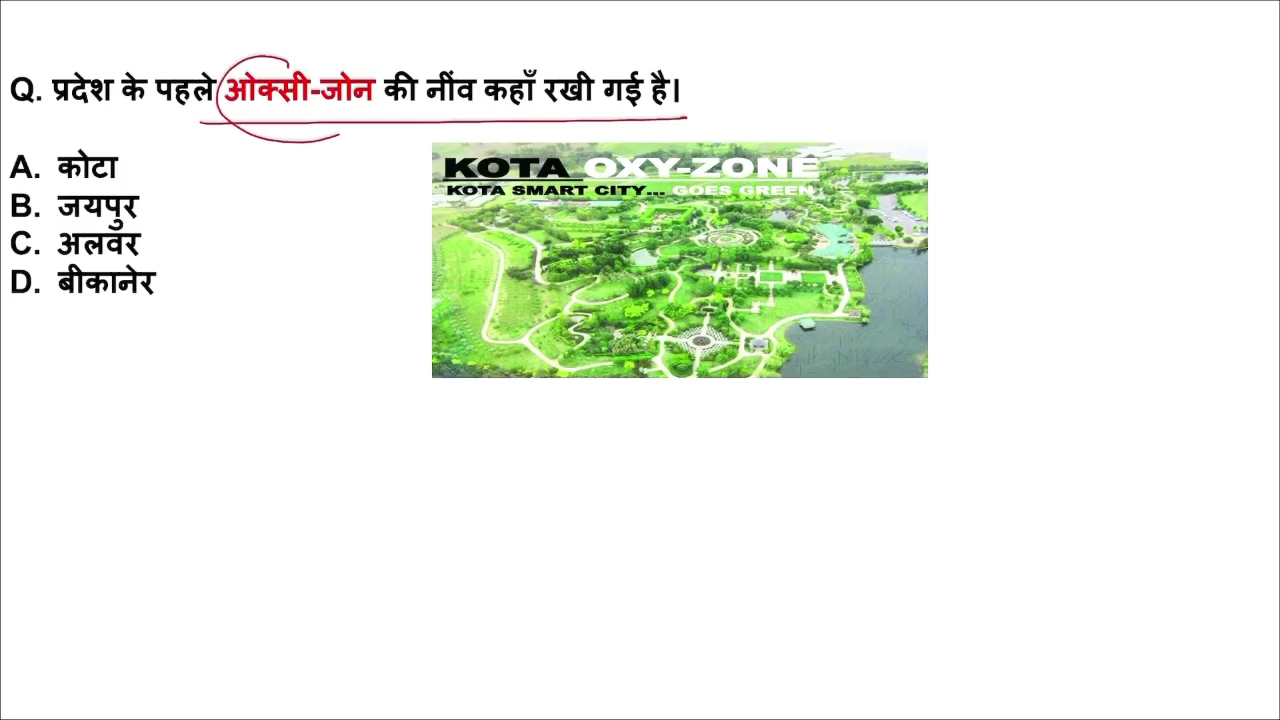 Q. प्रदेश के पहले ओक्सी-जोन की नींव कहाँ रखी गई है।
A. कोटा
B. जयपुर
C. अलवर
D. बीकानेर
KOTA OXY-ZONE
KOTA SMART CITY... GOES GREEN